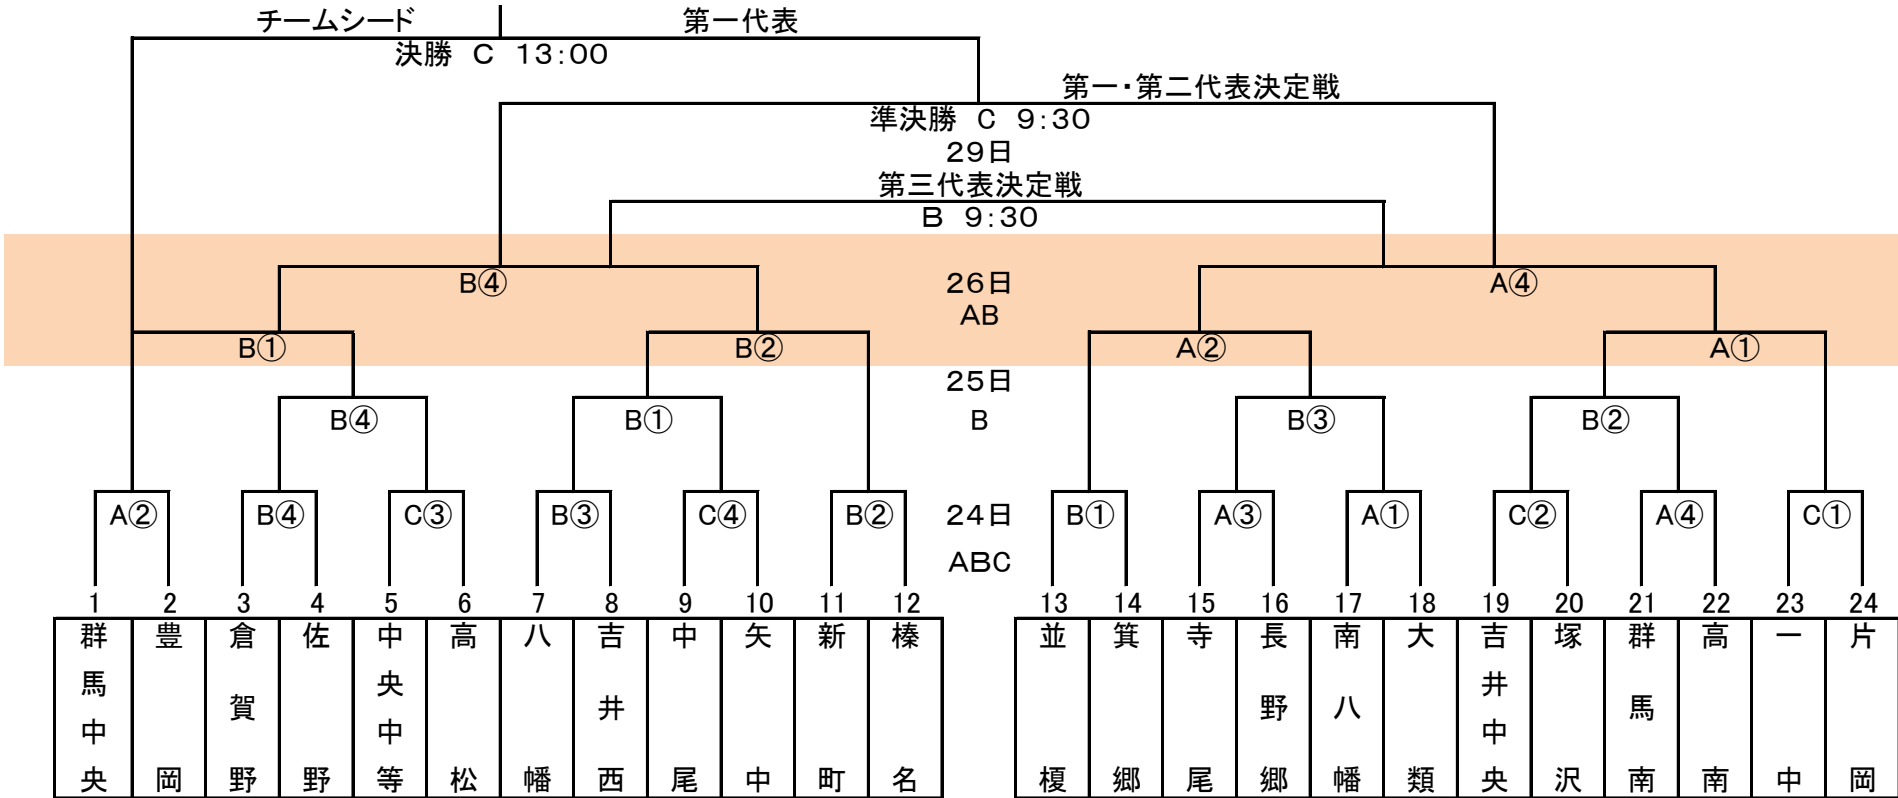 チームシード 第一代表
決勝 C 13:00
第一・第二代表決定戦
準決勝 C 9:30
29日
第三代表決定戦
B 9:30
B④ 26日 A④
AB
B① B② A② A①
25日
B④ B① B B③ B②
A② B④ C③ B③ C④ B② 24日 B① A③ A① C② A④ C①
ABC
1 2 3 4 5 6 7 8 9 10 11 12 13 14 15 16 17 18 19 20 21 22 23 24
群馬中央
豊岡
倉賀野
佐野
中央中等
高松
八幡
吉井西
中尾
矢中
新町
榛名
並榎
箕郷
寺尾
長野郷
南八幡
大類
吉井中央
塚沢
群馬南
高南
一中
片岡